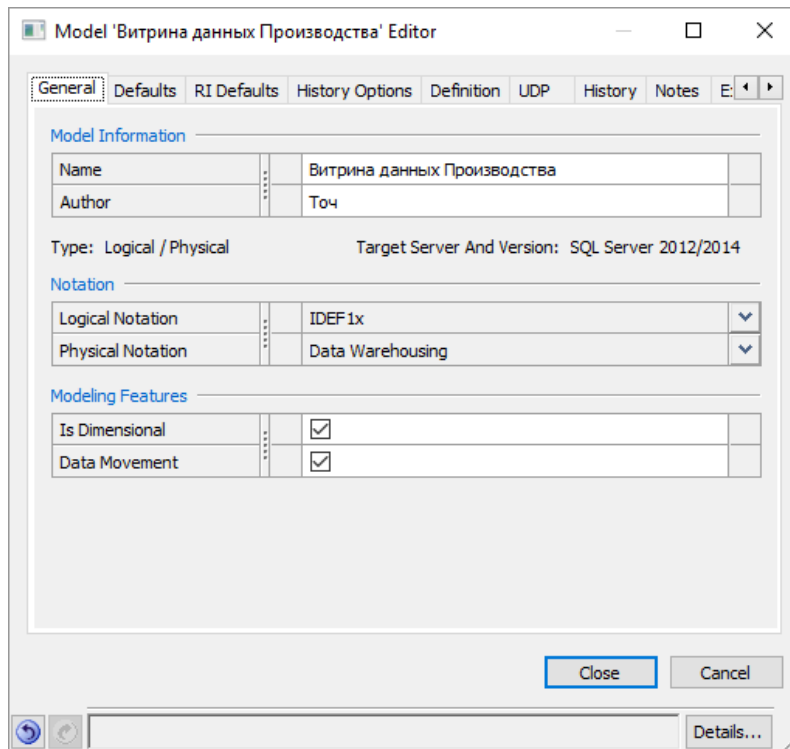 Model 'Витрина данных Производства' Editor
General Defaults RI Defaults History Options Definition UDP History Notes E
Model Information
Name Витрина данных Производства
Author Точ
Type: Logical / Physical Target Server And Version: SQL Server 2012/2014
Notation
Logical Notation IDEF1x
Physical Notation Data Warehousing
Modeling Features
Is Dimensional
Data Movement
Close Cancel
Details...